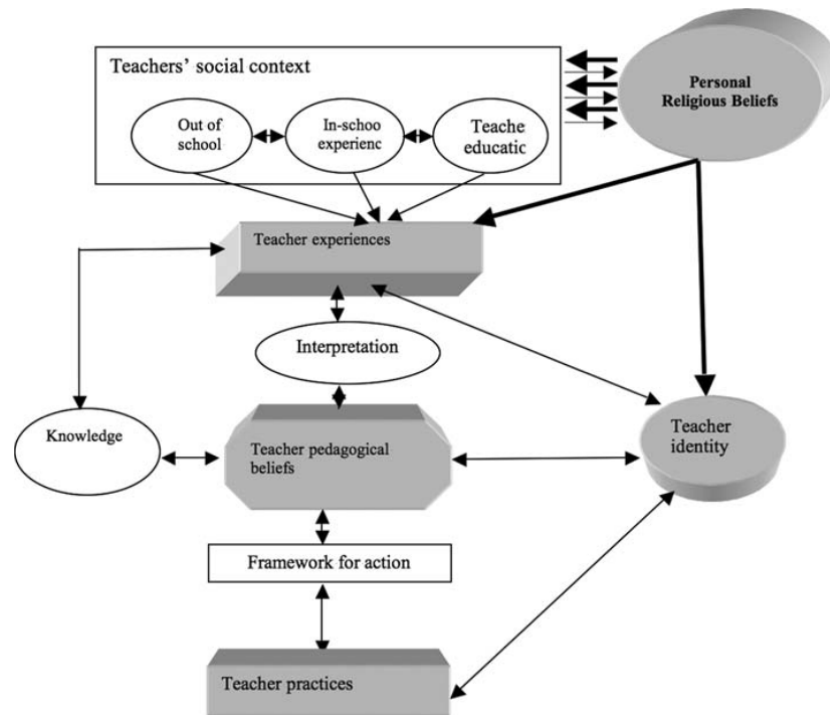 Teachers' social context
Personal
Religious Beliefs
Out of
school
In-schoo
experienc
Teache
educatic
Teacher experiences
Interpretation
Knowledge
Teacher pedagogical
beliefs
Teacher
identity
Framework for action
Teacher practices